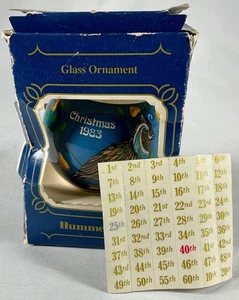 Glass Ornament
Christmas
1983
Humme
1st 2nd 3rd 4th 5th 6th
7th 8th 9th 10th 11th 12th
13th 14th 15th 16th 17th 18th
19th 20th 21st 22nd 23rd 24th
25th 26th 27th 28th 29th 30th
31st 32nd 33rd 34th 35th 36th
37th 38th 39th 40th 41st 42nd
43rd 44th 45th 46th 47th 48th
49th 50th 55th 60th